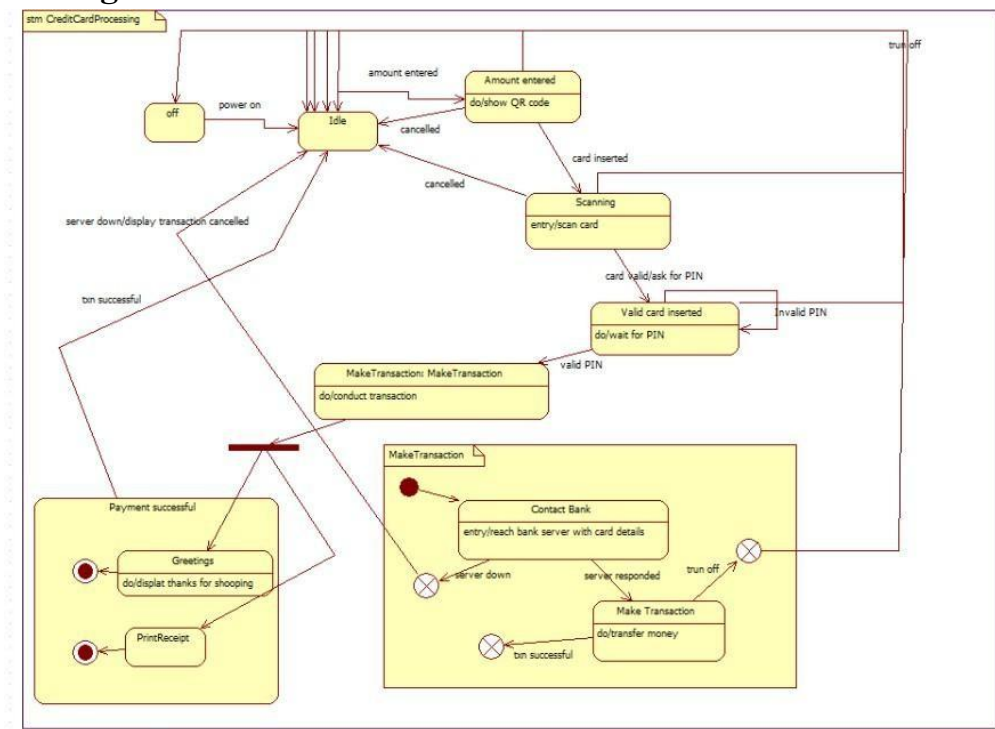 stm CreditCardProcessing
trun off
amount entered
Amount entered
do/show QR code
off
power on
Idle
cancelled
card inserted
cancelled
Scanning
entry/scan card
server down/display transaction cancelled
card valid/ask for PIN
txn successful
Valid card inserted
Invalid PIN
do/wait for PIN
valid PIN
MakeTransaction: MakeTransaction
do/conduct transaction
MakeTransaction
Payment successful
Contact Bank
entry/reach bank server with card details
Greetings
do/displat thanks for shooping
server down
server responded
trun off
Make Transaction
do/transfer money
PrintReceipt
txn successful